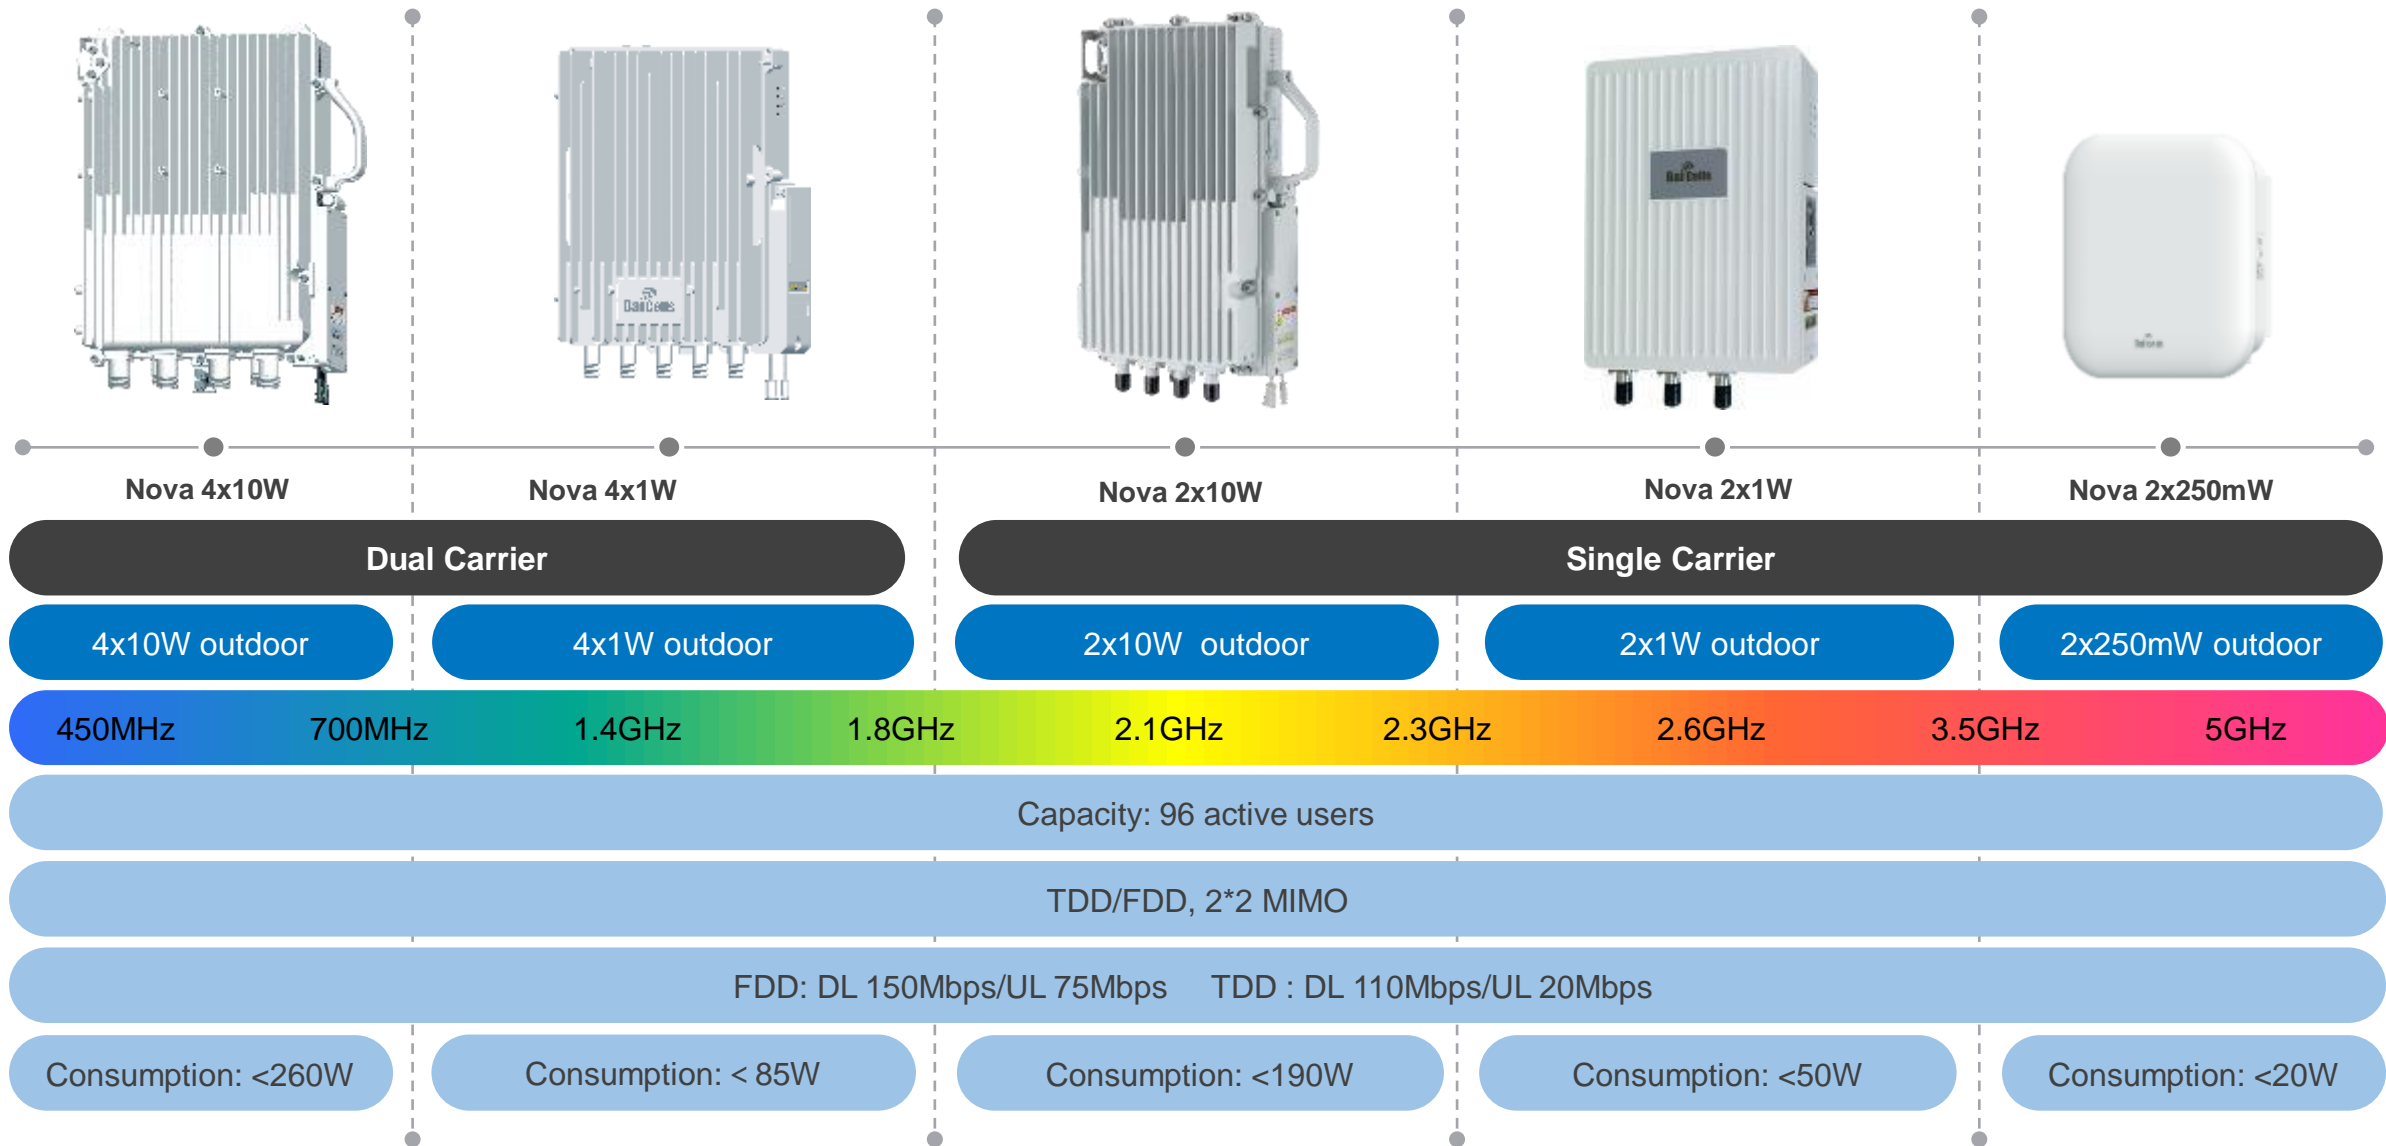 BaiCells
Nova 4x10W
Nova 4x1W
Nova 2x10W
Nova 2x1W
Nova 2x250mW
Dual Carrier
Single Carrier
4x10W outdoor
4x1W outdoor
2x10W outdoor
2x1W outdoor
2x250mW outdoor
450MHz
700MHz
1.4GHz
1.8GHz
2.1GHz
2.3GHz
2.6GHz
3.5GHz
5GHz
Capacity: 96 active users
TDD/FDD, 2*2 MIMO
FDD: DL 150Mbps/UL 75Mbps TDD : DL 110Mbps/UL 20Mbps
Consumption: <260W
Consumption: < 85W
Consumption: <190W
Consumption: <50W
Consumption: <20W